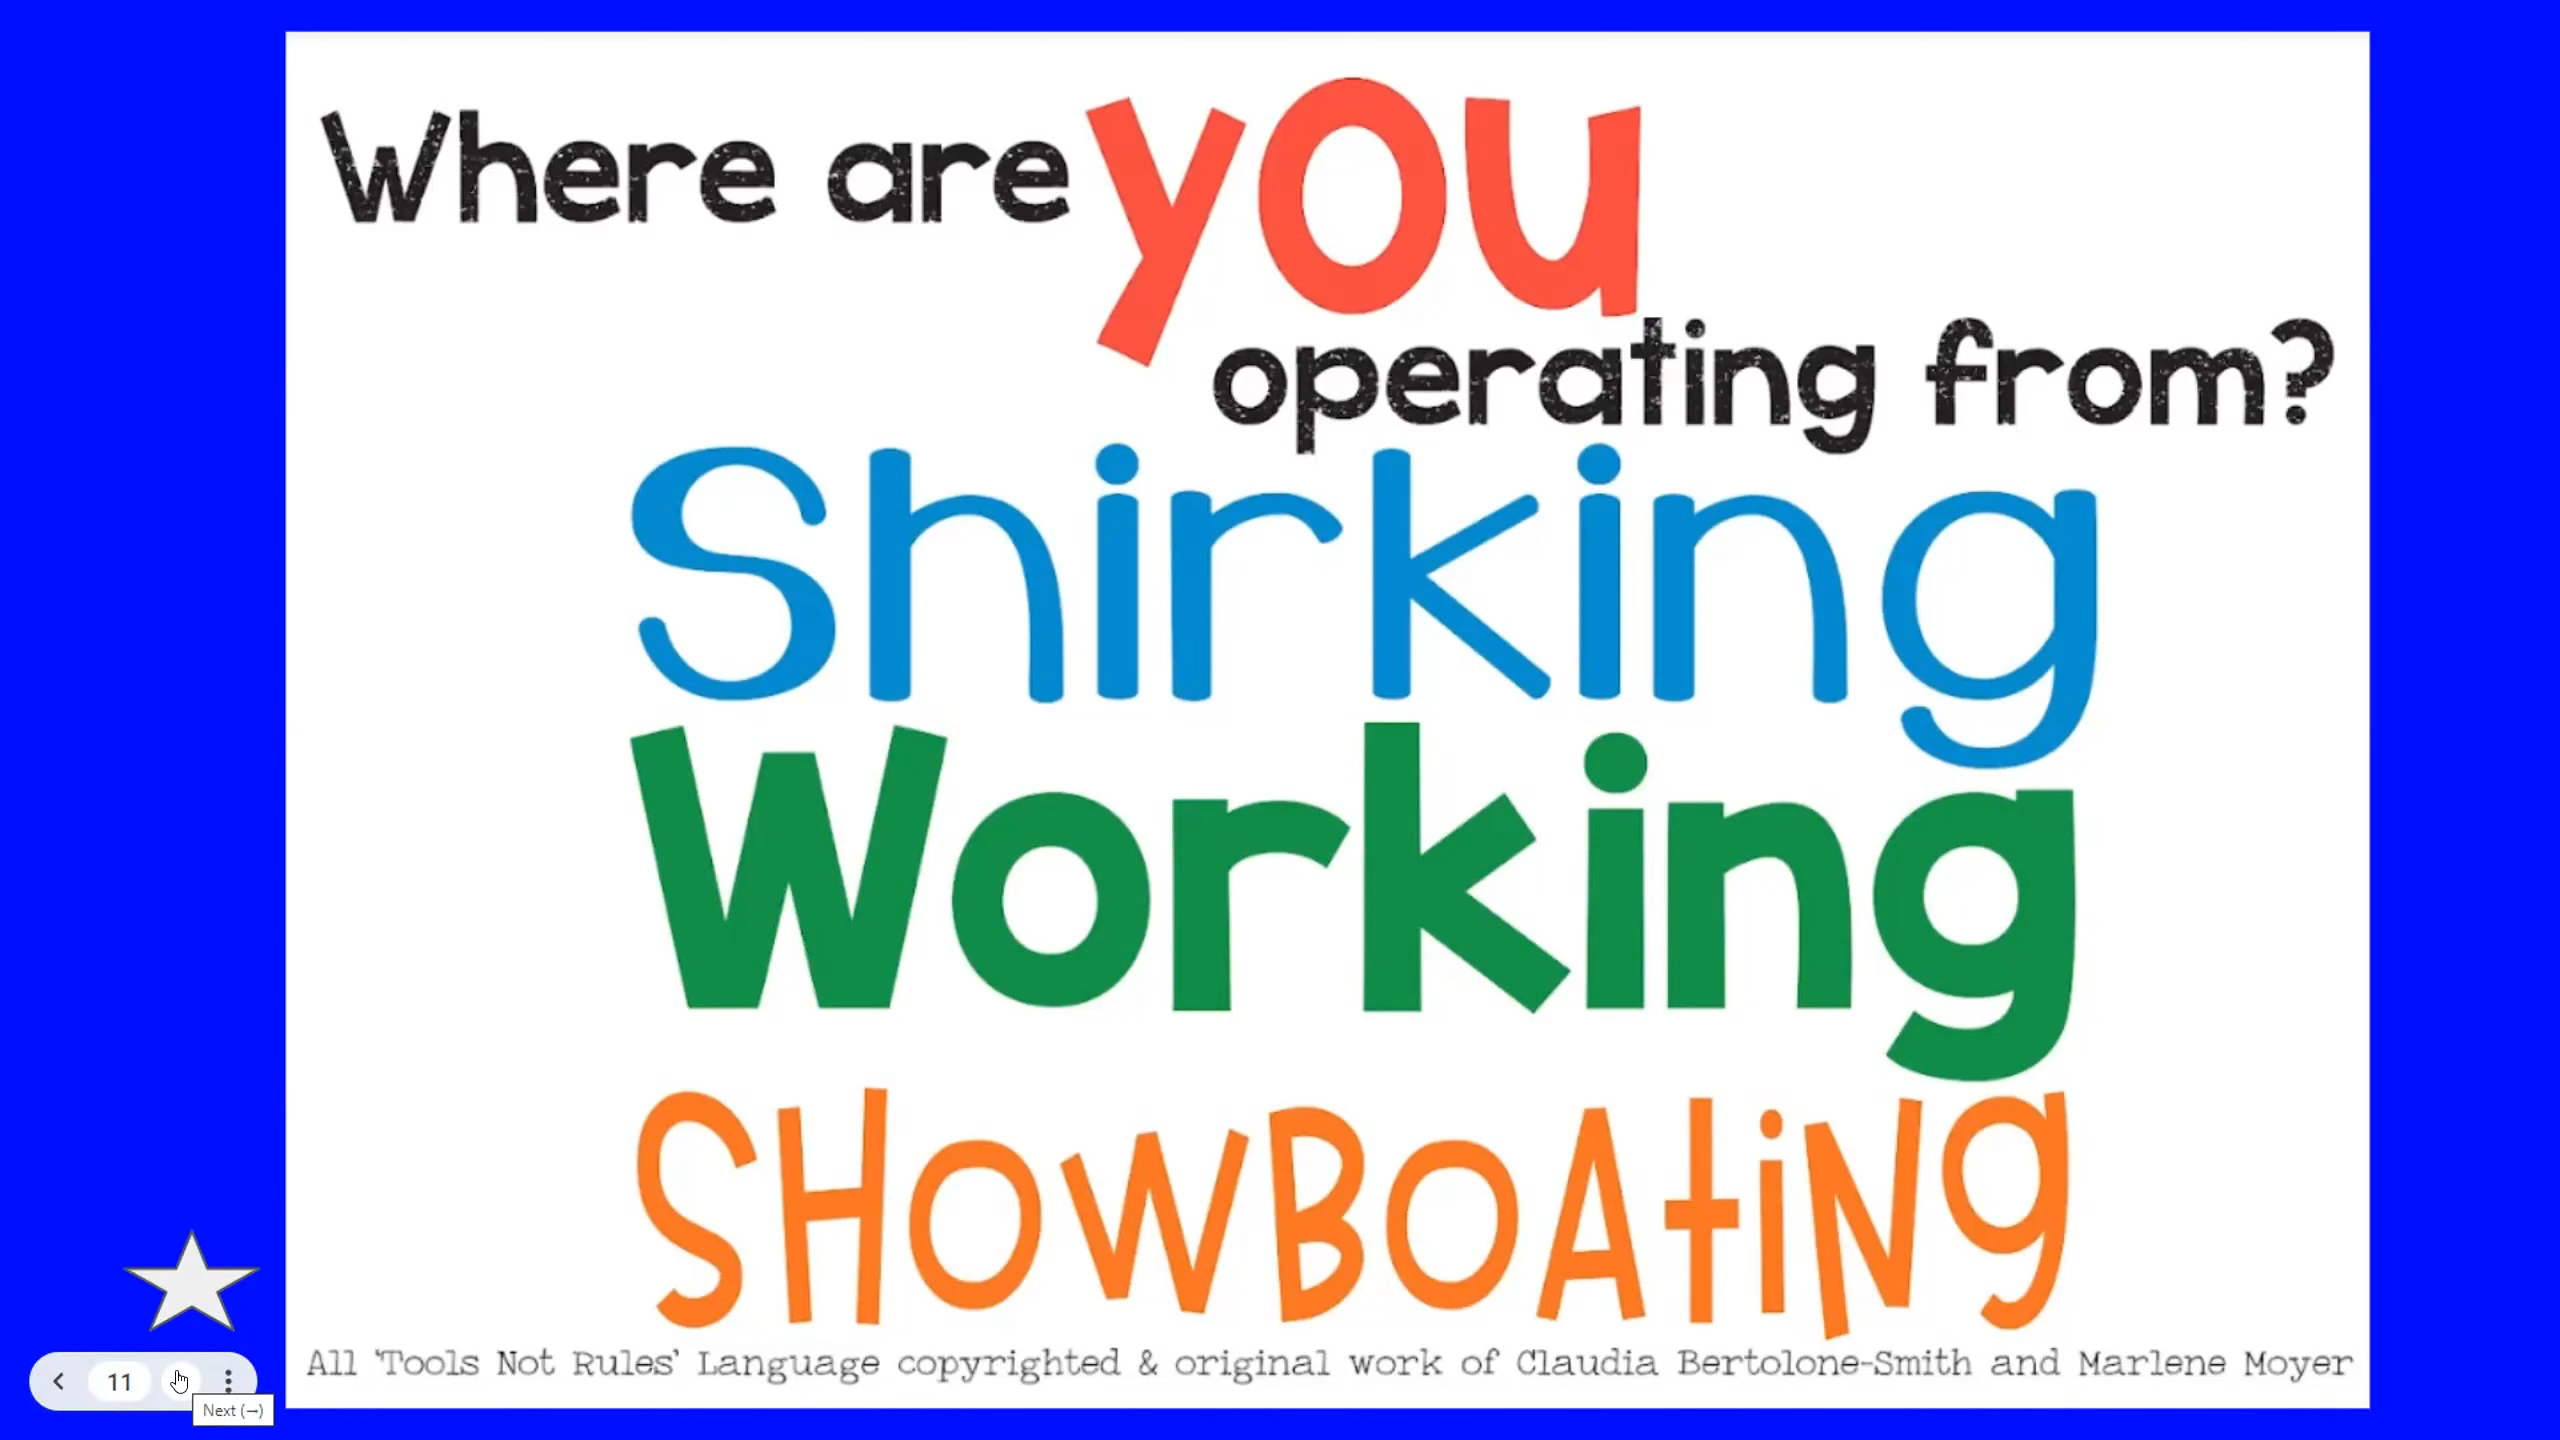 Where are you
operating from?
Shirking
Working
SHOWBOAtiNg
All ‘Tools Not Rules’ Language copyrighted & original work of Claudia Bertolone-Smith and Marlene Moyer
11
Next (→)